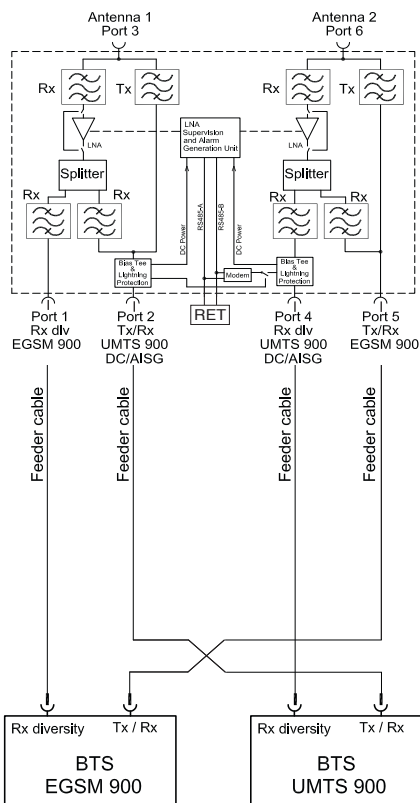 Antenna 1
Port 3
Antenna 2
Port 6
Rx
Tx
Rx
Tx
LNA
Supervision
and Alarm
Generation Unit
LNA
LNA
Splitter
Splitter
Rx
Rx
Rx
Rx
DC Power
RS485-A
RS485-B
DC Power
Bias Tee
&
Lightning
Protection
Modem
Bias Tee
&
Lightning
Protection
RET
Port 1
Rx div
EGSM 900
Port 2
Tx/Rx
UMTS 900
DC/AISG
Port 4
Rx div
UMTS 900
DC/AISG
Port 5
Tx/Rx
EGSM 900
Feeder cable
Feeder cable
Feeder cable
Feeder cable
Rx diversity
Tx / Rx
BTS
EGSM 900
Rx diversity
Tx / Rx
BTS
UMTS 900